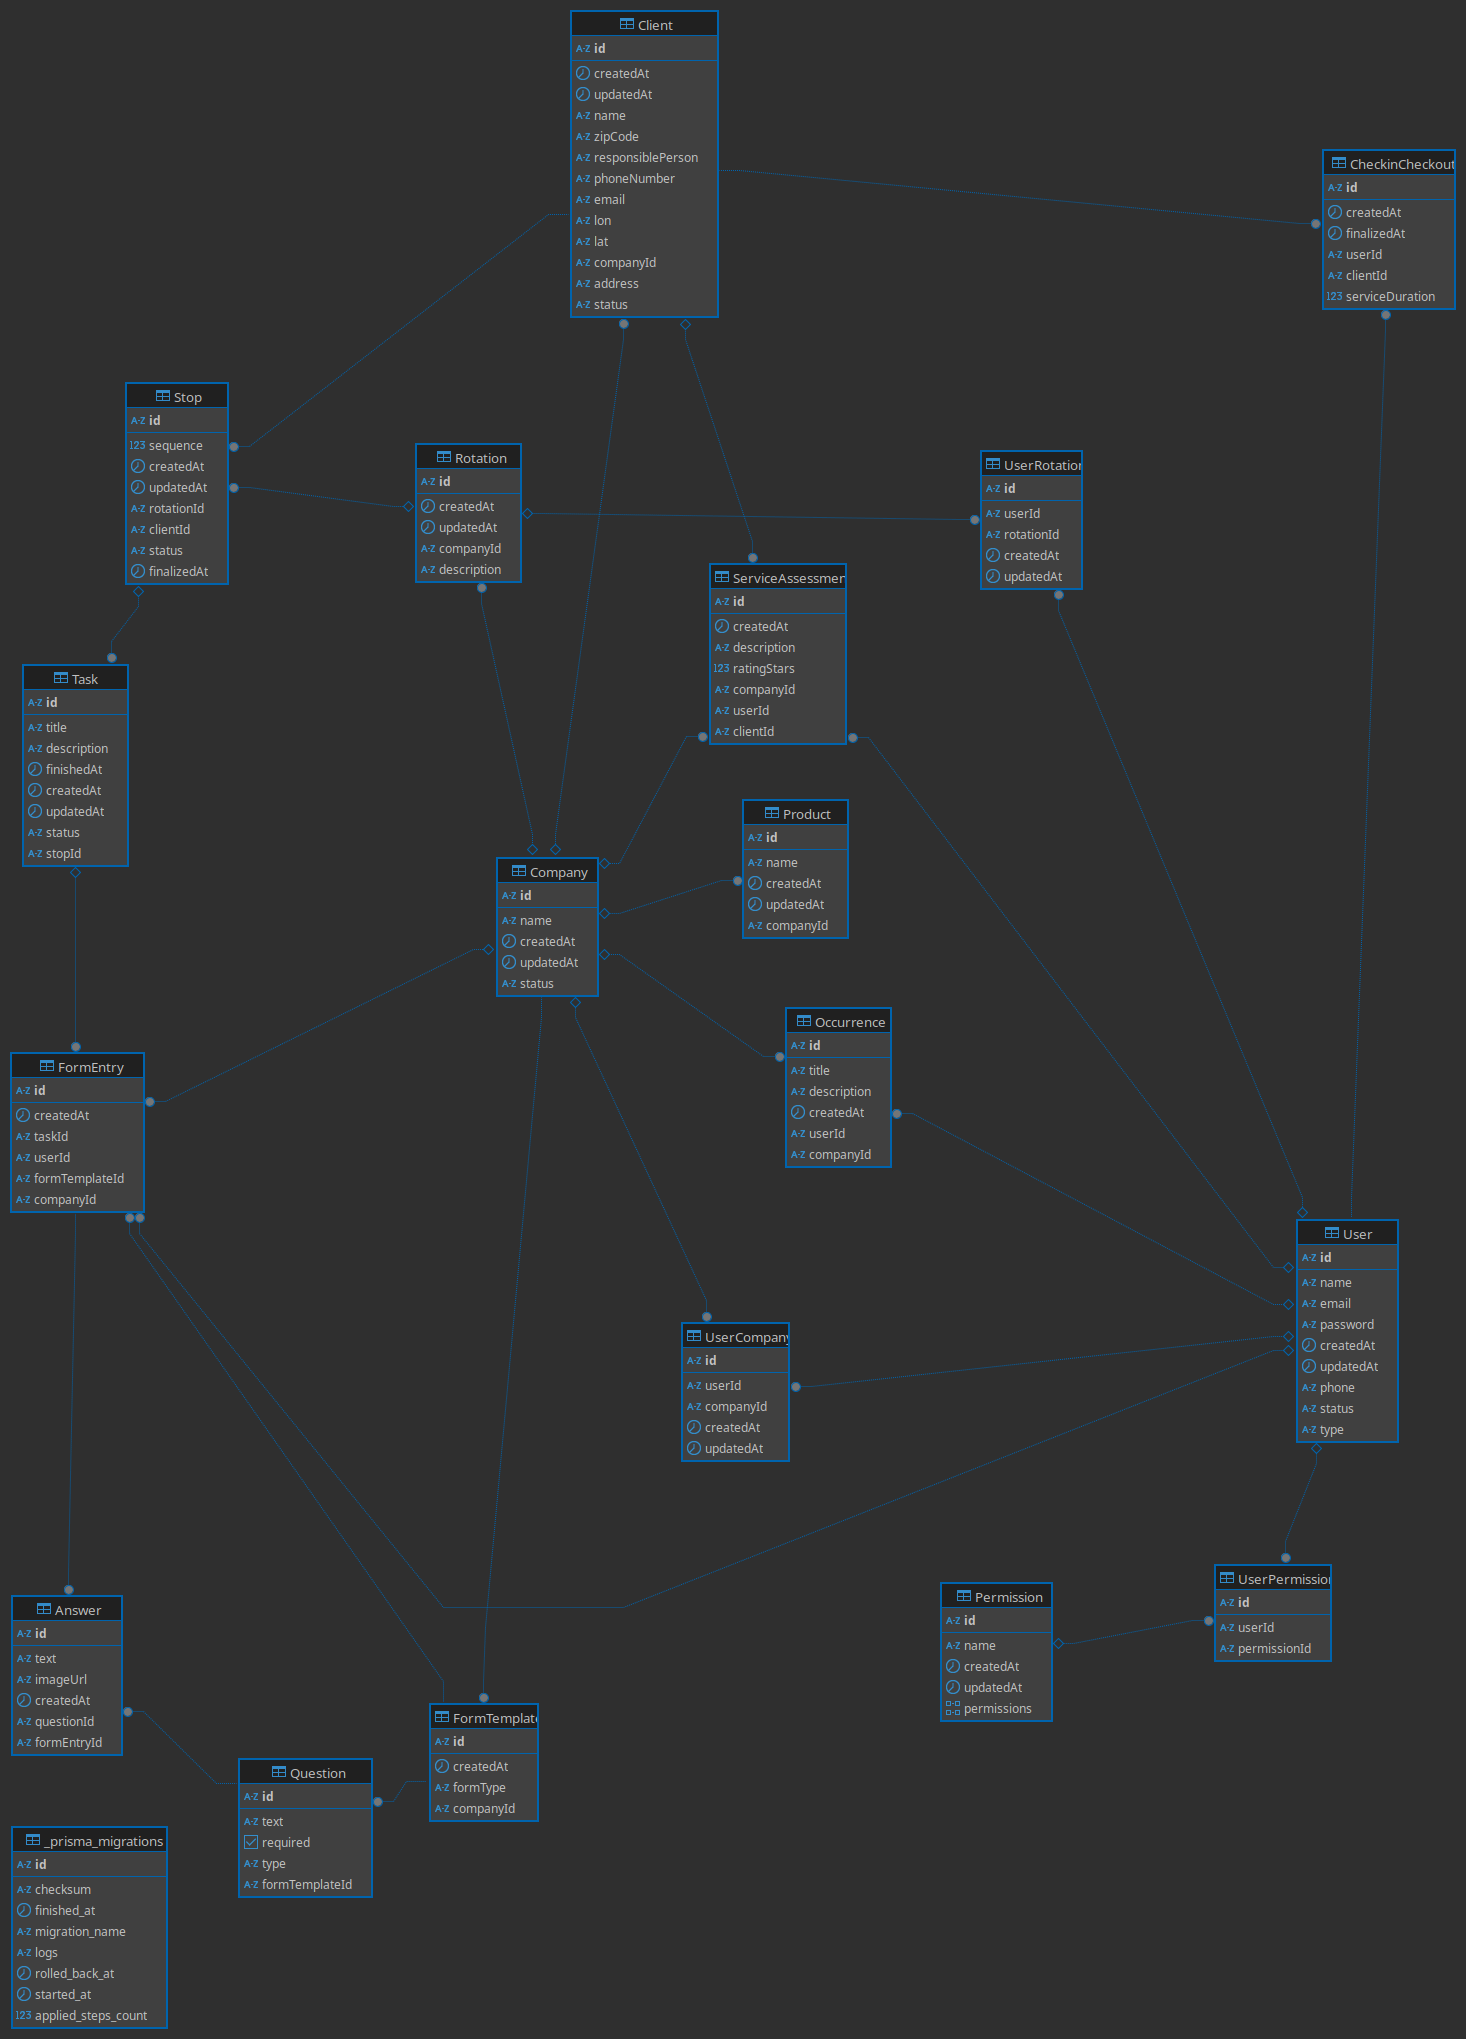 Client
A-Z id
createdAt
updatedAt
A-Z name
A-Z zipCode
A-Z responsiblePerson
A-Z phoneNumber
A-Z email
A-Z lon
A-Z lat
A-Z companyId
A-Z address
A-Z status
CheckinCheckout
A-Z id
createdAt
finalizedAt
A-Z userId
A-Z clientId
123 serviceDuration
Stop
A-Z id
123 sequence
createdAt
updatedAt
A-Z rotationId
A-Z clientId
A-Z status
finalizedAt
Rotation
A-Z id
createdAt
updatedAt
A-Z companyId
A-Z description
UserRotation
A-Z id
A-Z userId
A-Z rotationId
createdAt
updatedAt
ServiceAssessmen
A-Z id
createdAt
A-Z description
123 ratingStars
A-Z companyId
A-Z userId
A-Z clientId
Task
A-Z id
A-Z title
A-Z description
finishedAt
createdAt
updatedAt
A-Z status
A-Z stopId
Product
A-Z id
A-Z name
createdAt
updatedAt
A-Z companyId
Company
A-Z id
A-Z name
createdAt
updatedAt
A-Z status
Occurrence
A-Z id
A-Z title
A-Z description
createdAt
A-Z userId
A-Z companyId
FormEntry
A-Z id
createdAt
A-Z taskId
A-Z userId
A-Z formTemplateId
A-Z companyId
User
A-Z id
A-Z name
A-Z email
A-Z password
createdAt
updatedAt
A-Z phone
A-Z status
A-Z type
UserCompany
A-Z id
A-Z userId
A-Z companyId
createdAt
updatedAt
UserPermission
A-Z id
A-Z userId
A-Z permissionId
Permission
A-Z id
A-Z name
createdAt
updatedAt
permissions
Answer
A-Z id
A-Z text
A-Z imageUrl
createdAt
A-Z questionId
A-Z formEntryId
FormTemplate
A-Z id
createdAt
A-Z formType
A-Z companyId
Question
A-Z id
A-Z text
required
A-Z type
A-Z formTemplateId
_prisma_migrations
A-Z id
A-Z checksum
finished_at
A-Z migration_name
A-Z logs
rolled_back_at
started_at
123 applied_steps_count